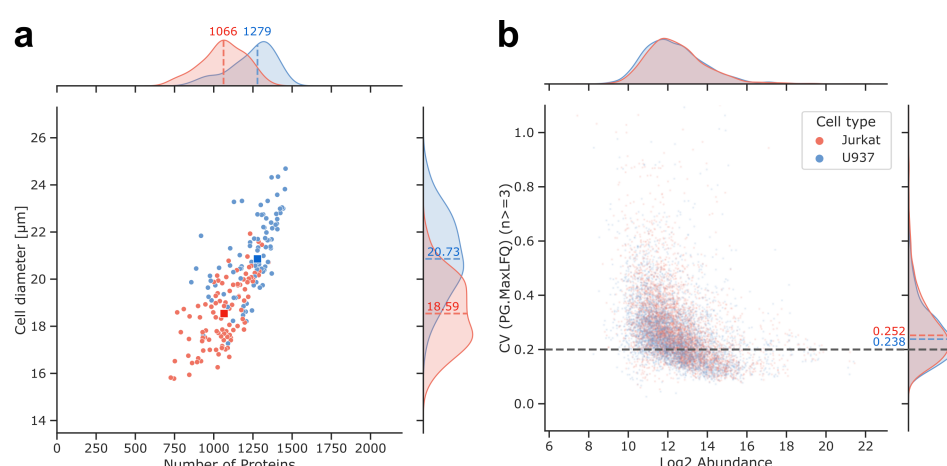 a
1066 1279
26
24
22
20
18
16
14
Cell diameter [µm]
20.73
18.59
0 250 500 750 1000 1250 1500 1750 2000
Number of Proteins
b
Cell type
Jurkat
U937
1.0
0.8
0.6
0.4
0.2
0.0
CV (PG.MaxLFQ) (n>=3)
0.252
0.238
6 8 10 12 14 16 18 20 22
Log2 Abundance